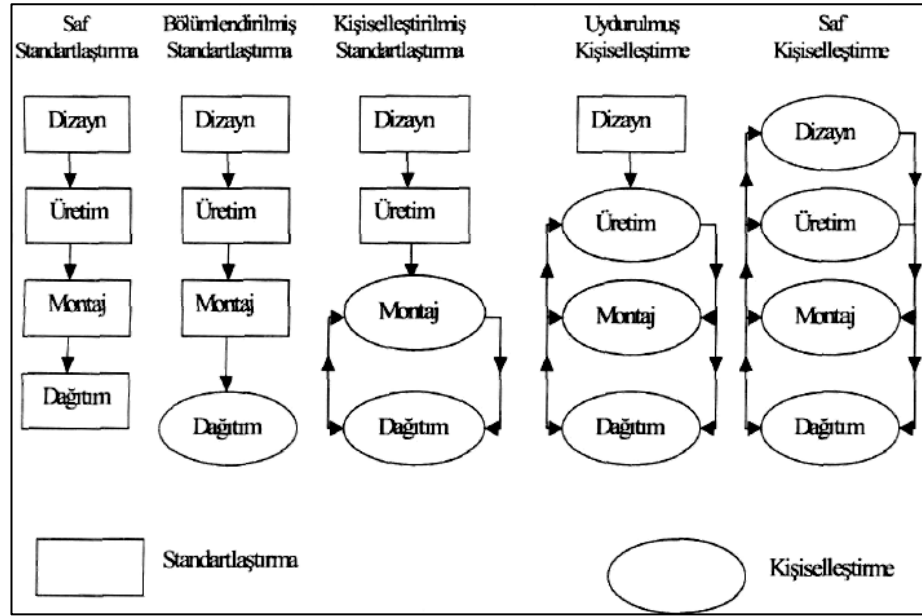 Saf
Standartlaştırma
Bölümlendirilmiş
Standartlaştırma
Kişiselleştirilmiş
Standartlaştırma
Uydurulmuş
Kişiselleştirme
Saf
Kişiselleştirme
Dizayn
Dizayn
Dizayn
Dizayn
Dizayn
Üretim
Üretim
Üretim
Üretim
Üretim
Montaj
Montaj
Montaj
Montaj
Montaj
Dağıtım
Dağıtım
Dağıtım
Dağıtım
Dağıtım
Standartlaştırma
Kişiselleştirme